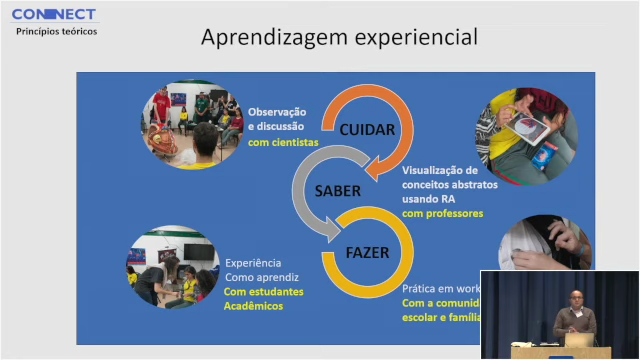 CONNECT
Princípios teóricos
Aprendizagem experiencial
Observação
e discussão
com cientistas
CUIDAR
Visualização de
conceitos abstratos
usando RA
com professores
SABER
Experiência
Como aprendiz
Com estudantes
Acadêmicos
FAZER
Prática em work
Com a comunid
escolar e família